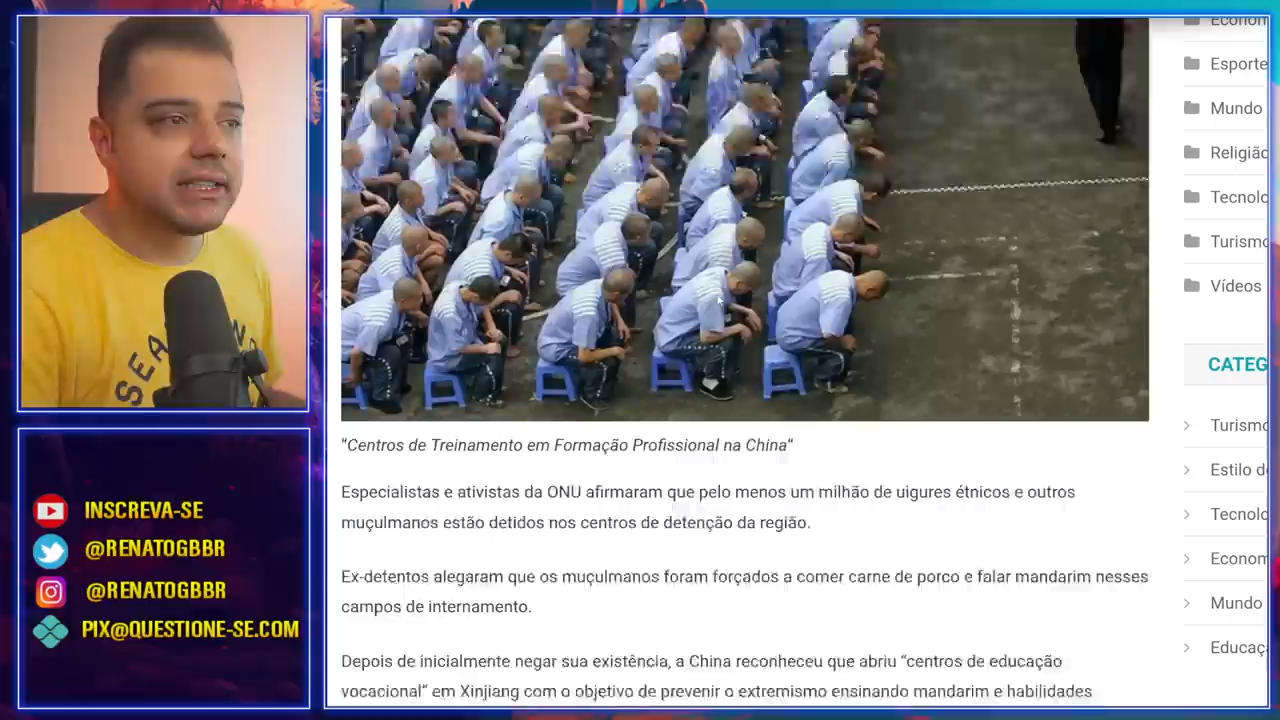 INSCREVA-SE
@RENATOGBBR
@RENATOGBBR
PIX@QUESTIONE-SE.COM
"Centros de Treinamento em Formação Profissional na China"
Especialistas e ativistas da ONU afirmaram que pelo menos um milhão de uigures étnicos e outros
muçulmanos estão detidos nos centros de detenção da região.
Ex-detentos alegaram que os muçulmanos foram forçados a comer carne de porco e falar mandarim nesses
campos de internamento.
Depois de inicialmente negar sua existência, a China reconheceu que abriu “centros de educação
vocacional” em Xinjiang com o objetivo de prevenir o extremismo ensinando mandarim e habilidades
Econom
Esporte
Mundo
Religiã
Tecnolo
Turismo
Vídeos
CATEG
Turismo
Estilo d
Tecnolo
Econom
Mundo
Educaç